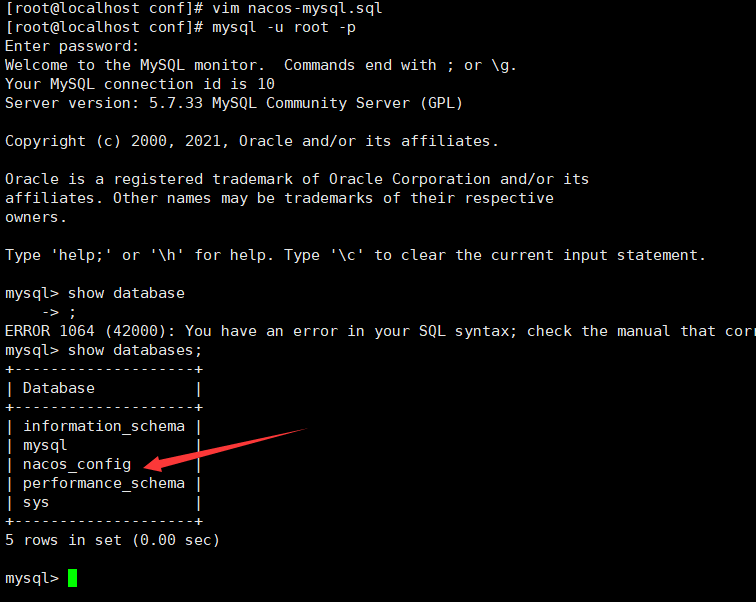 [root@localhost conf]# vim nacos-mysql.sql
[root@localhost conf]# mysql -u root -p
Enter password:
Welcome to the MySQL monitor.  Commands end with ; or \g.
Your MySQL connection id is 10
Server version: 5.7.33 MySQL Community Server (GPL)
Copyright (c) 2000, 2021, Oracle and/or its affiliates.
Oracle is a registered trademark of Oracle Corporation and/or its
affiliates. Other names may be trademarks of their respective
owners.
Type 'help;' or '\h' for help. Type '\c' to clear the current input statement.
mysql> show database
    -> ;
ERROR 1064 (42000): You have an error in your SQL syntax; check the manual that corr
mysql> show databases;
+--------------------+
| Database           |
+--------------------+
| information_schema |
| mysql              |
| nacos_config       |
| performance_schema |
| sys                |
+--------------------+
5 rows in set (0.00 sec)
mysql>